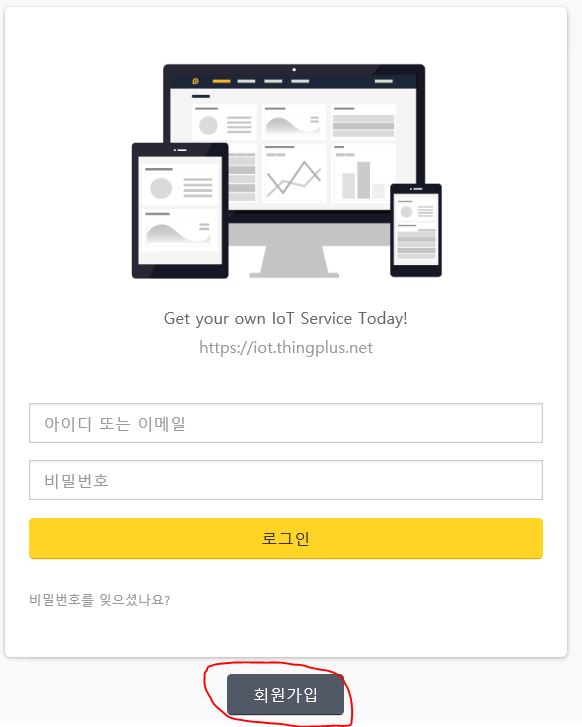 Get your own IoT Service Today!
https://iot.thingplus.net
아이디 또는 이메일
비밀번호
로그인
비밀번호를 잊으셨나요?
회원가입